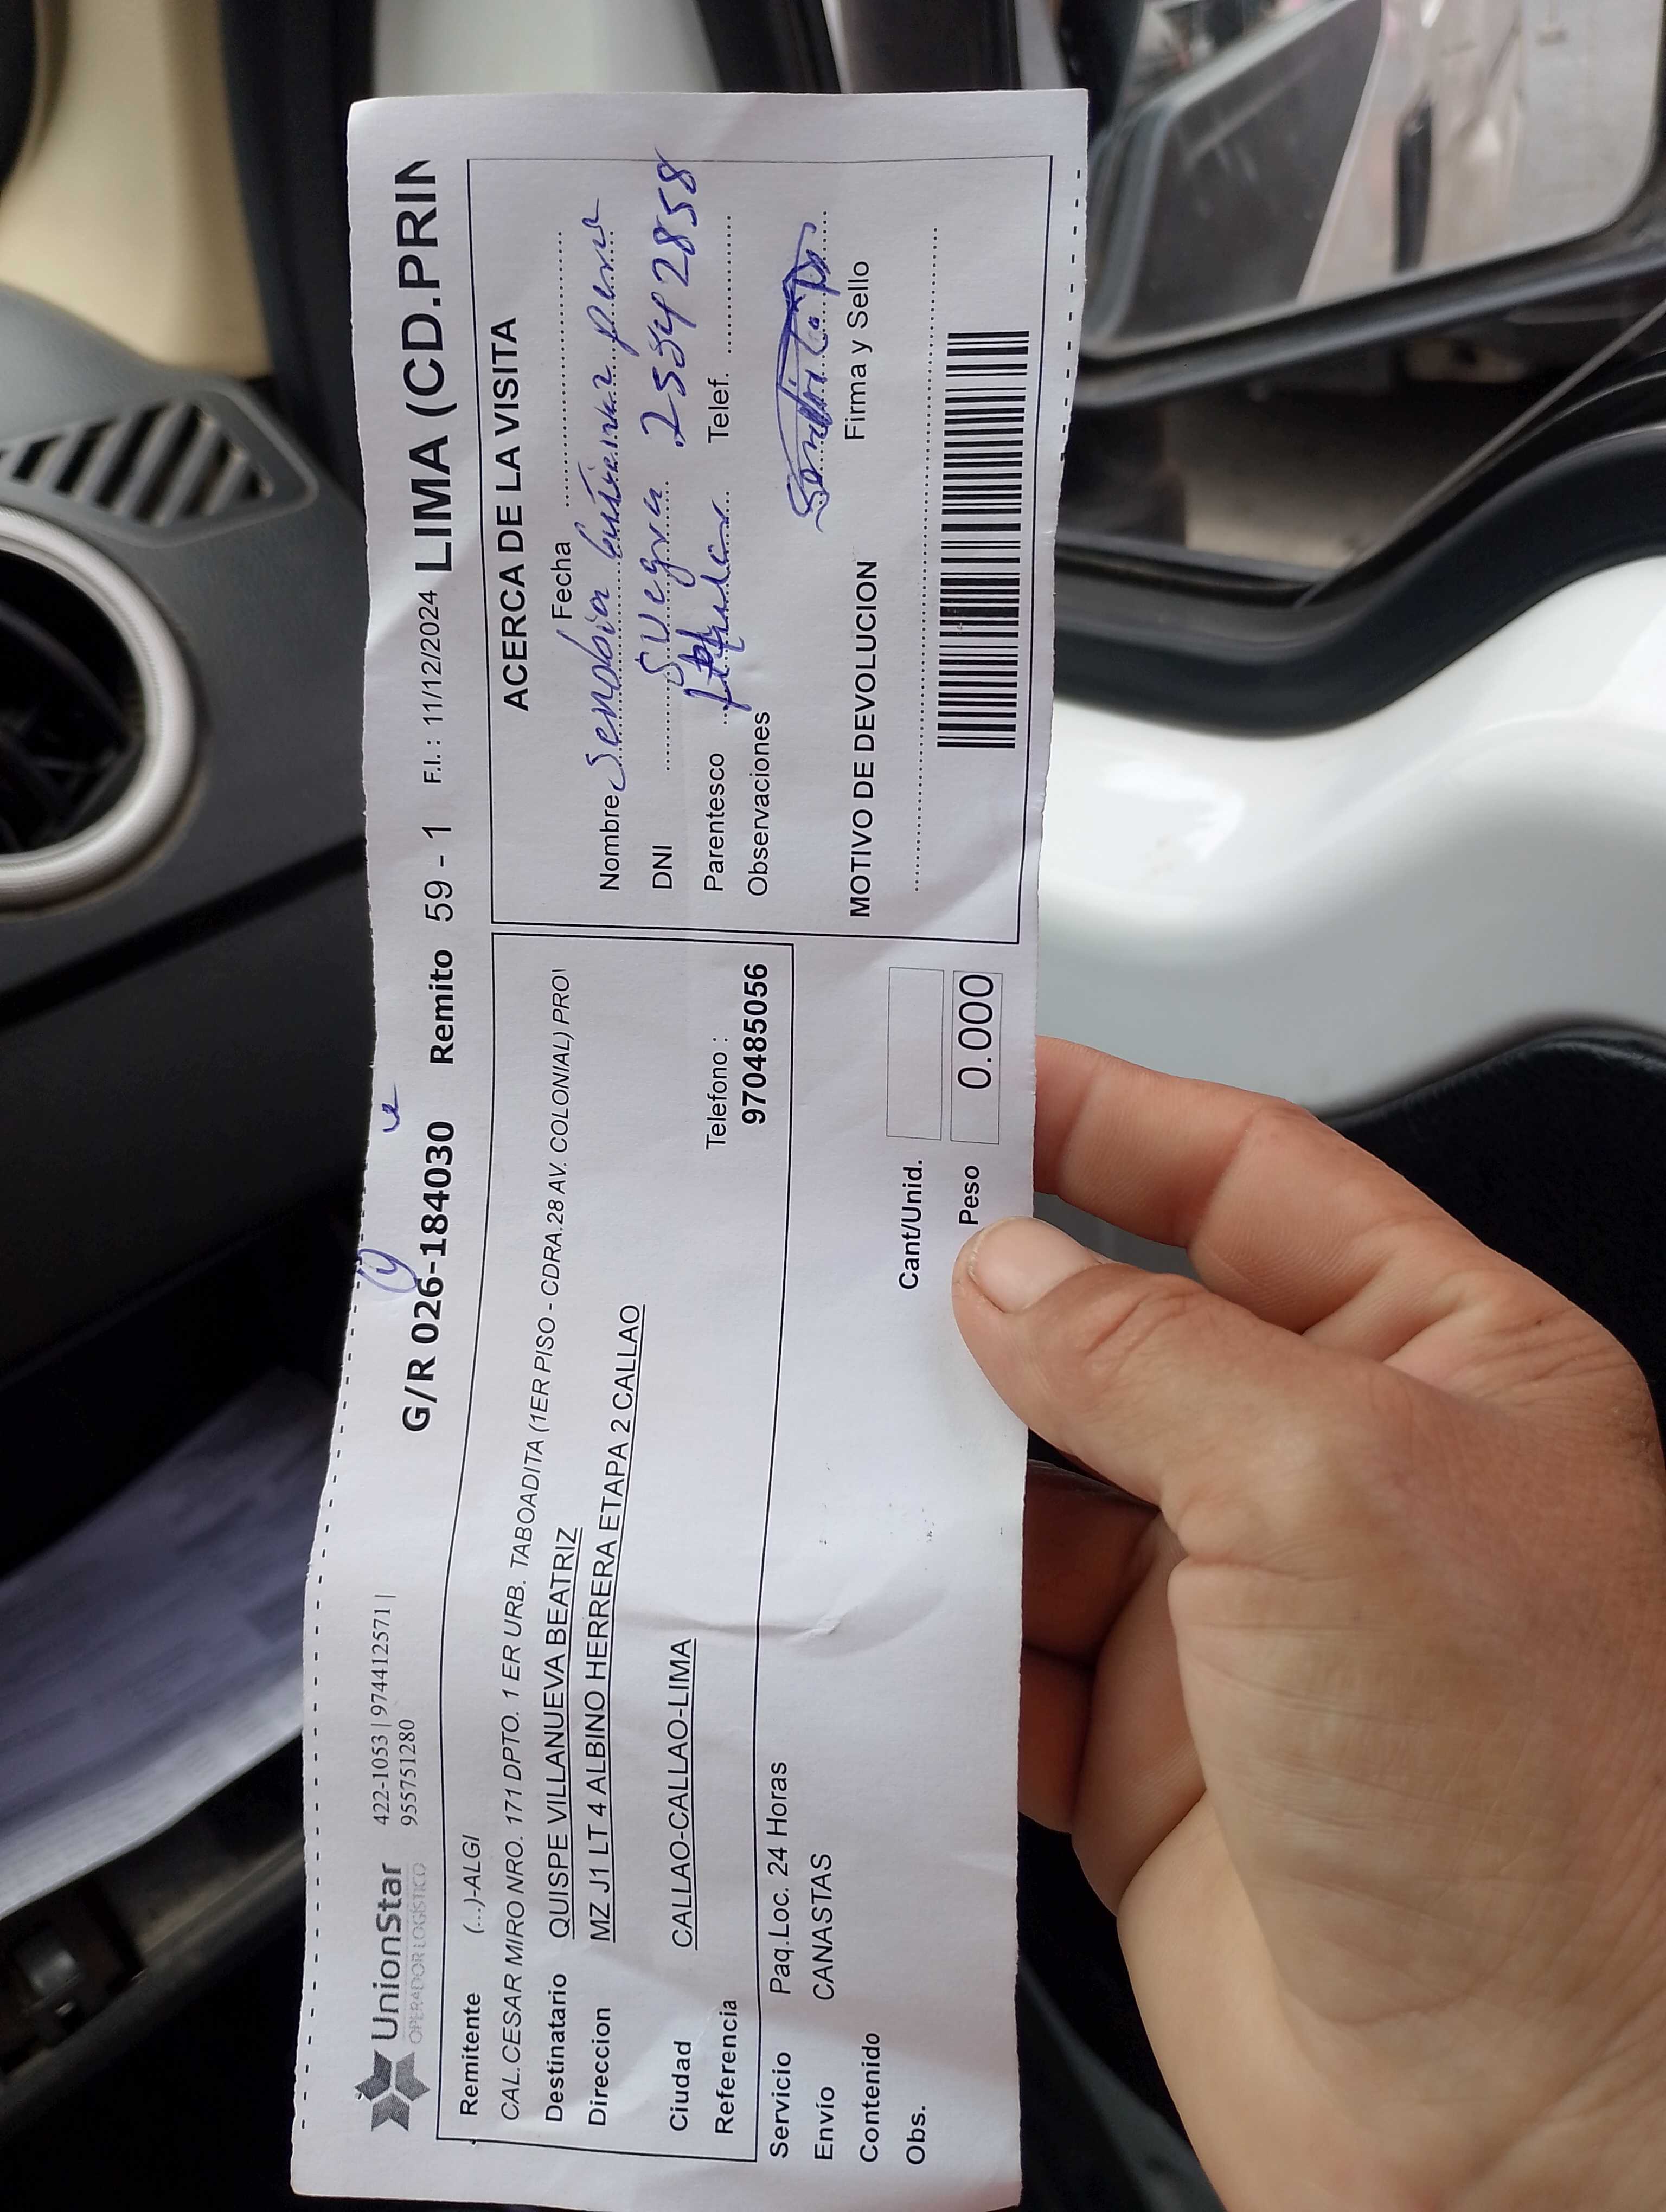 UnionStar 422-1053 | 974412571 |
OPERADOR LOGÍSTICO 955751280
G/R 026-184030 Remito 59 - 1 F.I.: 11/12/2024 LIMA (CD.PRIN
Remitente (..)-ALGI
CAL.CESAR MIRO NRO. 171 DPTO. 1 ER URB. TABOADITA (1ER PISO - CDRA.28 AV. COLONIAL) PRO
Destinatario QUISPE VILLANUEVA BEATRIZ
Direccion MZ J1 LT 4 ALBINO HERRERA ETAPA 2 CALLAO
Ciudad CALLAO-CALLAO-LIMA
Referencia
Telefono :
970485056
Servicio Paq.Loc. 24 Horas
Envío CANASTAS
Contenido
Obs.
Cant/Unid.
Peso 0.000
ACERCA DE LA VISITA
Fecha
Nombre Senobia
DNI Suegra 25542858
Parentesco Telef.
Observaciones
Firma y Sello
MOTIVO DE DEVOLUCION